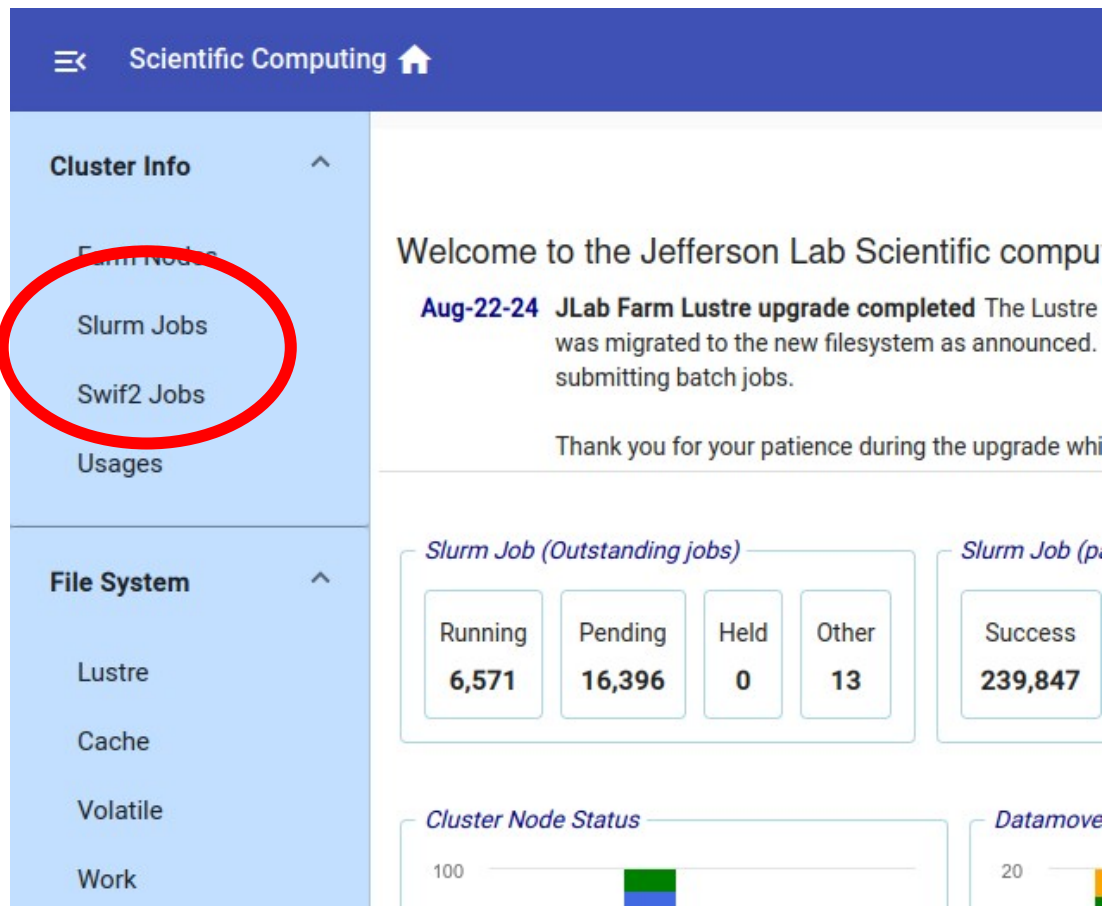 Scientific Computing
Cluster Info
Farm Nodes
Slurm Jobs
Swif2 Jobs
Usages
File System
Lustre
Cache
Volatile
Work
Welcome to the Jefferson Lab Scientific compu
Aug-22-24 JLab Farm Lustre upgrade completed The Lustre
was migrated to the new filesystem as announced.
submitting batch jobs.
Thank you for your patience during the upgrade whi
Slurm Job (Outstanding jobs)
Running Pending Held Other
6,571 16,396 0 13
Slurm Job (pa
Success
239,847
Cluster Node Status
100
Datamove
20